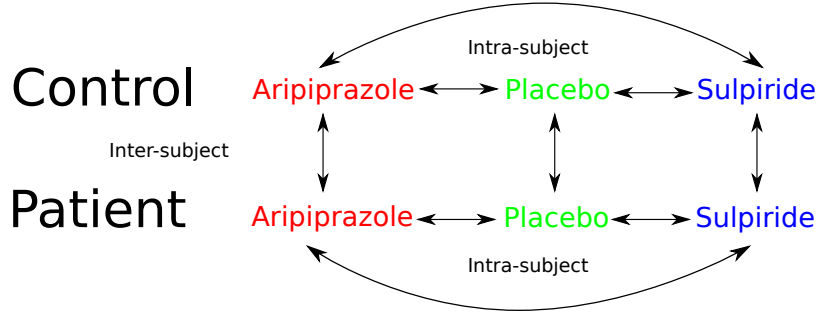 Intra-subject
Control Aripiprazole Placebo Sulpiride
Inter-subject
Patient Aripiprazole Placebo Sulpiride
Intra-subject